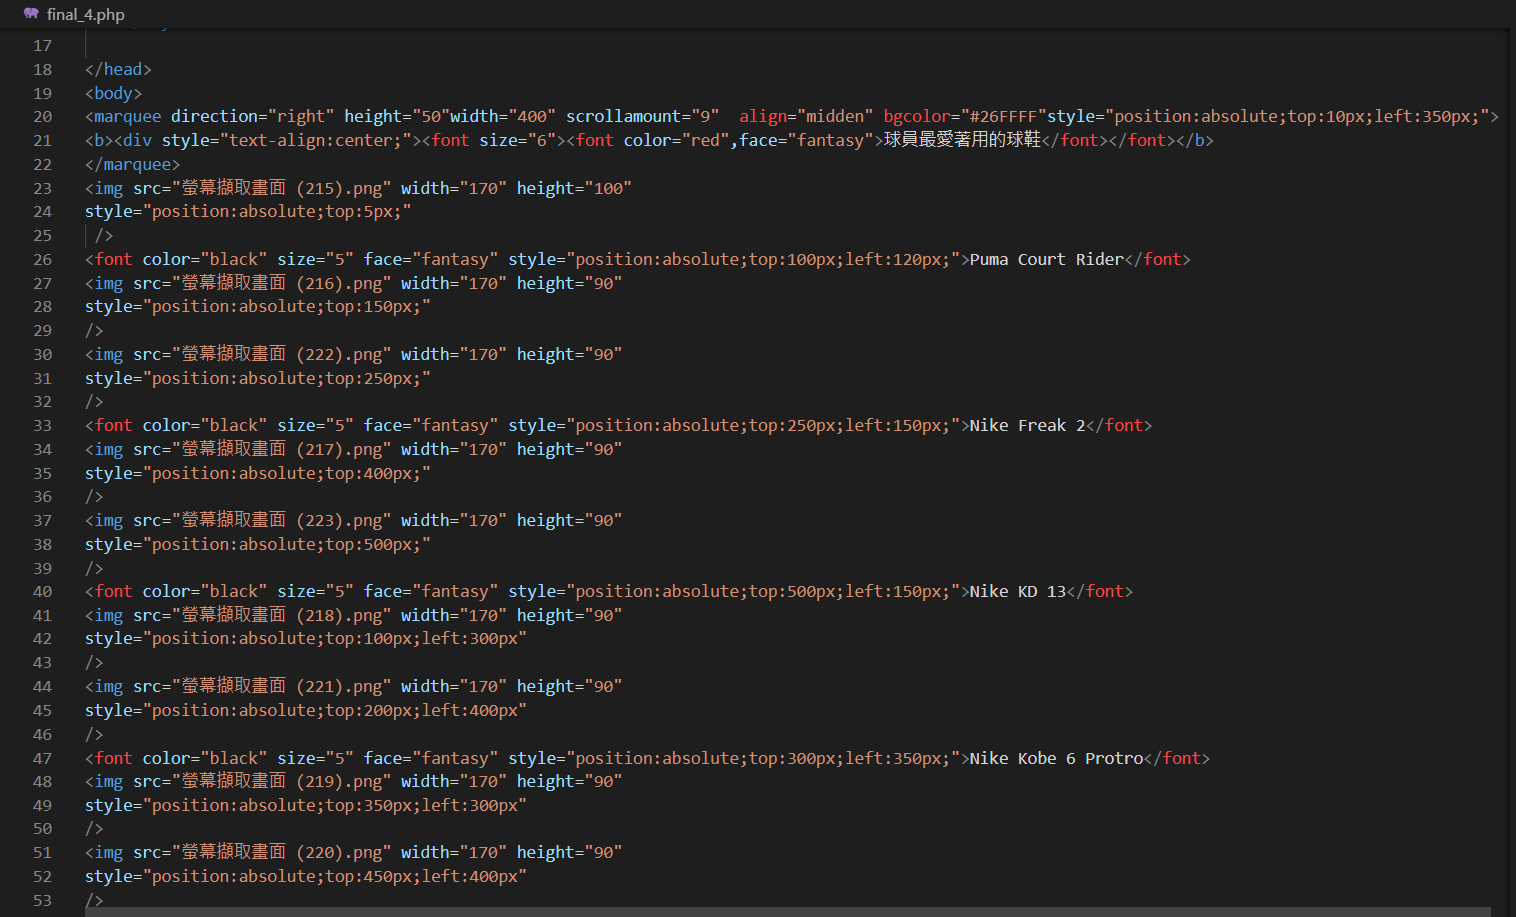 final_4.php
17
18 </head>
19 <body>
20 <marquee direction="right" height="50"width="400" scrollamount="9"  align="midden" bgcolor="#26FFFF"style="position:absolute;top:10px;left:350px;">
21 <b><div style="text-align:center;"><font size="6"><font color="red",face="fantasy">球員最愛著用的球鞋</font></font></b>
22 </marquee>
23 <img src="螢幕擷取畫面 (215).png" width="170" height="100"
24 style="position:absolute;top:5px;"
25  />
26 <font color="black" size="5" face="fantasy" style="position:absolute;top:100px;left:120px;">Puma Court Rider</font>
27 <img src="螢幕擷取畫面 (216).png" width="170" height="90"
28 style="position:absolute;top:150px;"
29 />
30 <img src="螢幕擷取畫面 (222).png" width="170" height="90"
31 style="position:absolute;top:250px;"
32 />
33 <font color="black" size="5" face="fantasy" style="position:absolute;top:250px;left:150px;">Nike Freak 2</font>
34 <img src="螢幕擷取畫面 (217).png" width="170" height="90"
35 style="position:absolute;top:400px;"
36 />
37 <img src="螢幕擷取畫面 (223).png" width="170" height="90"
38 style="position:absolute;top:500px;"
39 />
40 <font color="black" size="5" face="fantasy" style="position:absolute;top:500px;left:150px;">Nike KD 13</font>
41 <img src="螢幕擷取畫面 (218).png" width="170" height="90"
42 style="position:absolute;top:100px;left:300px"
43 />
44 <img src="螢幕擷取畫面 (221).png" width="170" height="90"
45 style="position:absolute;top:200px;left:400px"
46 />
47 <font color="black" size="5" face="fantasy" style="position:absolute;top:300px;left:350px;">Nike Kobe 6 Protro</font>
48 <img src="螢幕擷取畫面 (219).png" width="170" height="90"
49 style="position:absolute;top:350px;left:300px"
50 />
51 <img src="螢幕擷取畫面 (220).png" width="170" height="90"
52 style="position:absolute;top:450px;left:400px"
53 />